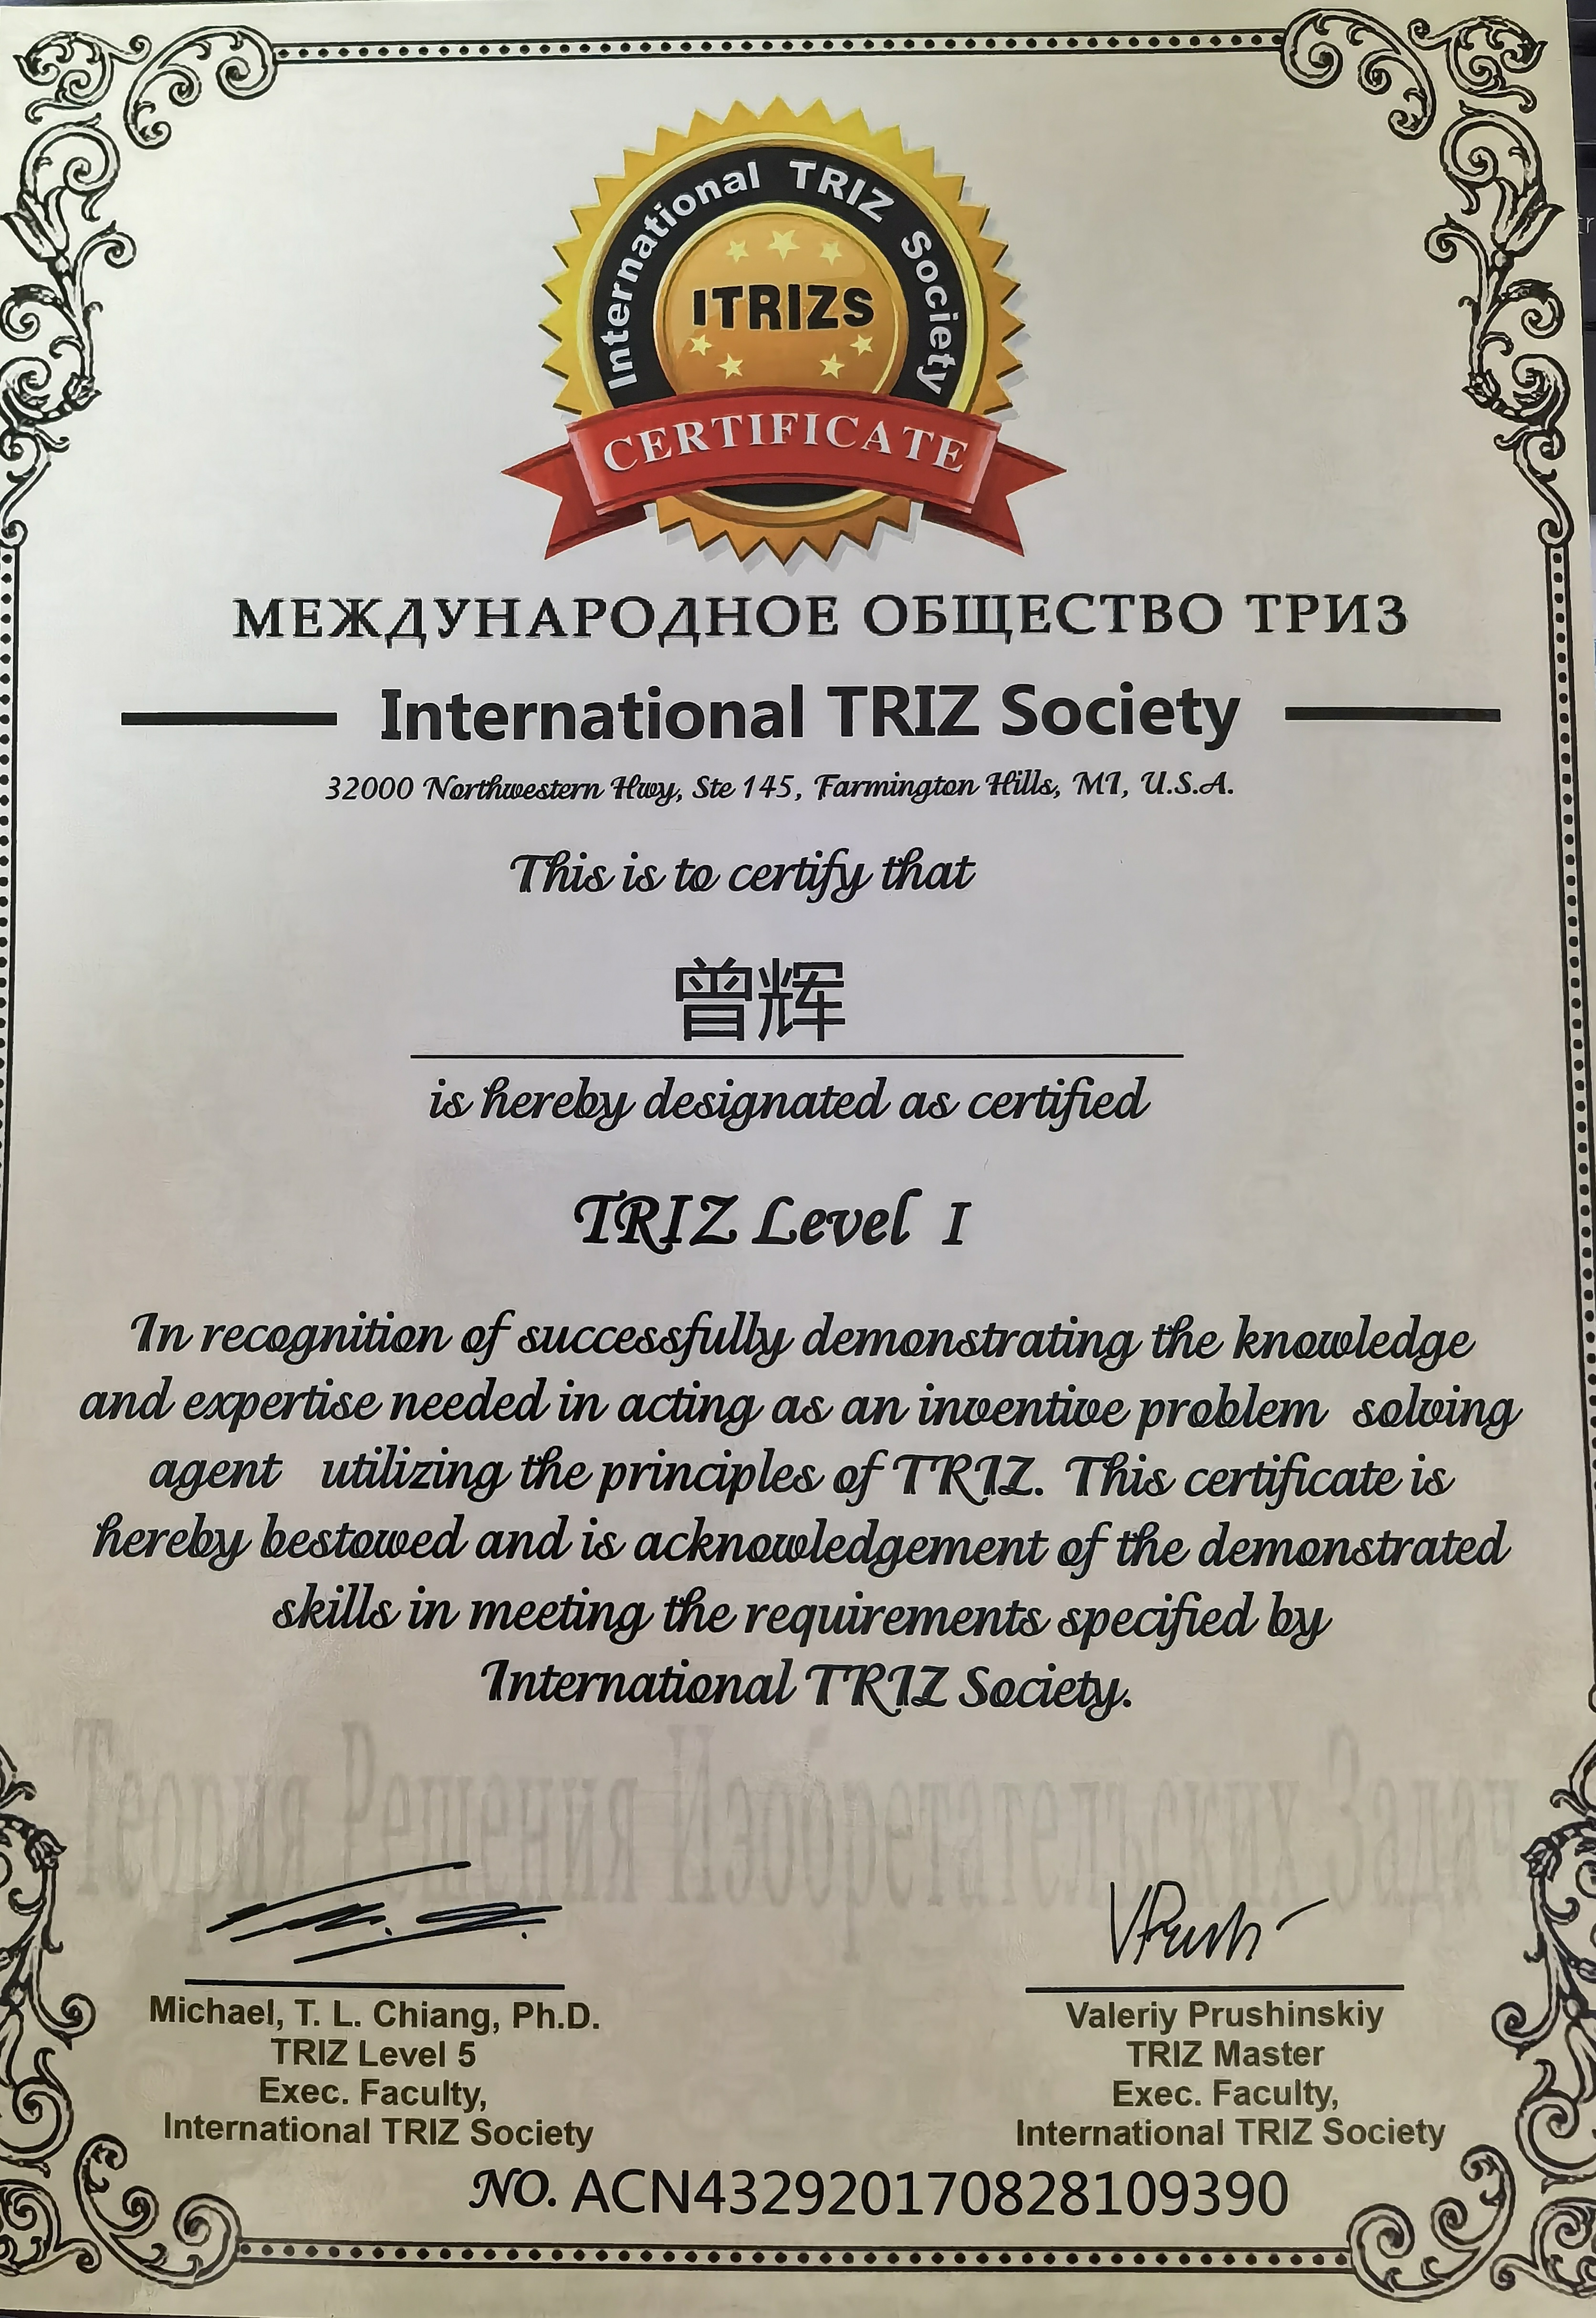 International TRIZ Society
ITRIZS
CERTIFICATE
МЕЖДУНАРОДНОЕ ОБЩЕСТВО ТРИЗ
International TRIZ Society
32000 Northwestern Hwy, Ste 145, Farmington Hills, MI, U.S.A.
This is to certify that
曾辉
is hereby designated as certified
TRIZ Level I
In recognition of successfully demonstrating the knowledge
and expertise needed in acting as an inventive problem solving
agent utilizing the principles of TRIZ. This certificate is
hereby bestowed and is acknowledgement of the demonstrated
skills in meeting the requirements specified by
International TRIZ Society.
Теория Решения Изобретательских Задач
Michael, T. L. Chiang, Ph.D.
TRIZ Level 5
Exec. Faculty,
International TRIZ Society
Valeriy Prushinskiy
TRIZ Master
Exec. Faculty,
International TRIZ Society
NO. ACN432920170828109390